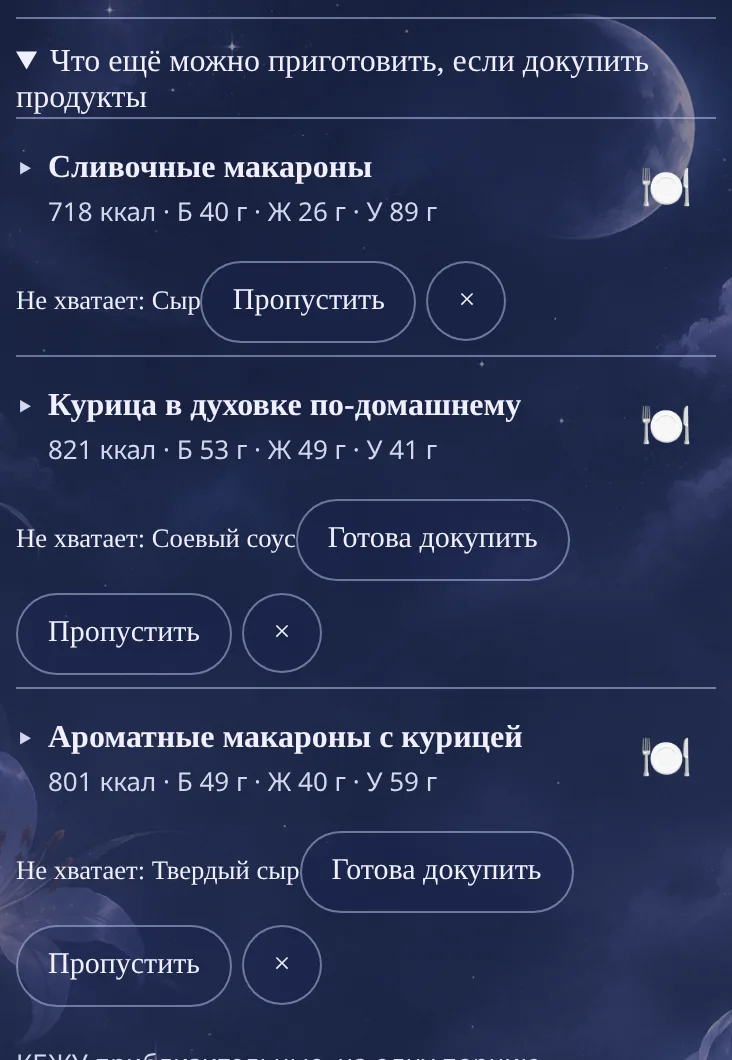 ▼ Что ещё можно приготовить, если докупить
продукты
▸ Сливочные макароны
718 ккал · Б 40 г · Ж 26 г · У 89 г
Не хватает: Сыр Пропустить ×
▸ Курица в духовке по-домашнему
821 ккал · Б 53 г · Ж 49 г · У 41 г
Не хватает: Соевый соус Готова докупить
Пропустить ×
▸ Ароматные макароны с курицей
801 ккал · Б 49 г · Ж 40 г · У 59 г
Не хватает: Твердый сыр Готова докупить
Пропустить ×